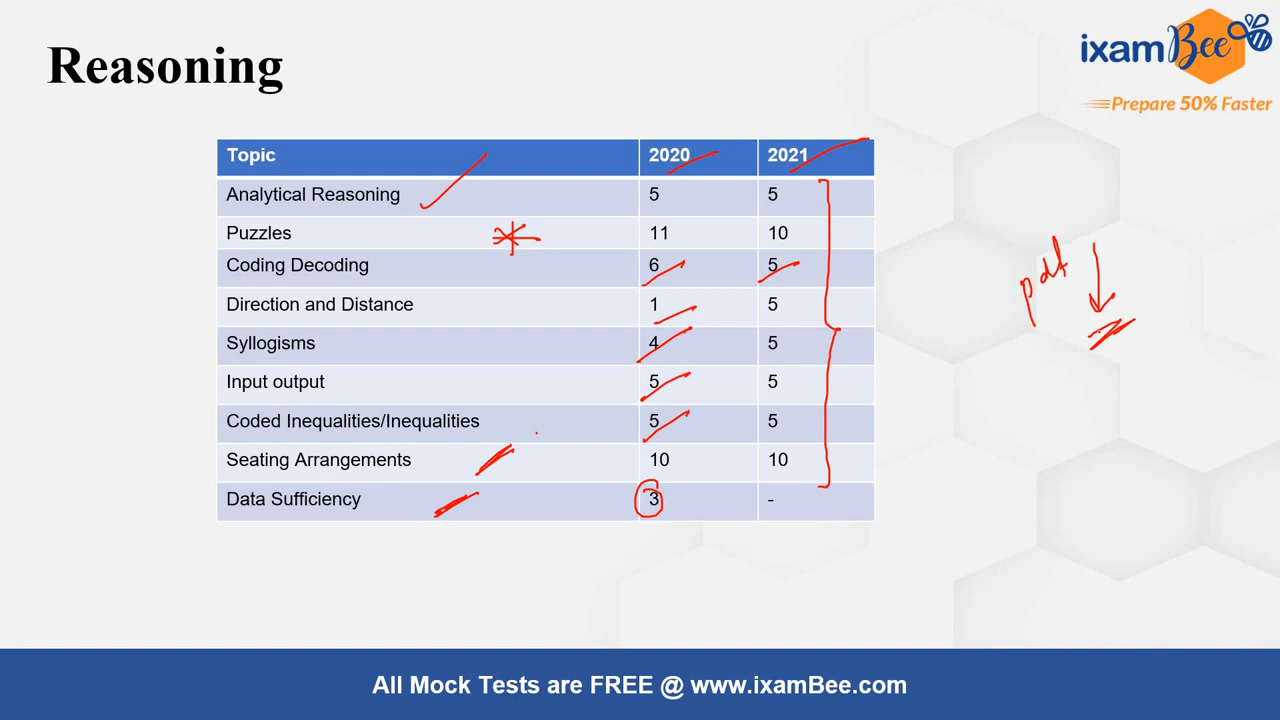 Reasoning
ixamBee
Prepare 50% Faster
Topic 2020 2021
Analytical Reasoning 5 5
Puzzles 11 10
Coding Decoding 6 5
Direction and Distance 1 5
Syllogisms 4 5
Input output 5 5
Coded Inequalities/Inequalities 5 5
Seating Arrangements 10 10
Data Sufficiency 3 -
pdf
All Mock Tests are FREE @ www.ixamBee.com